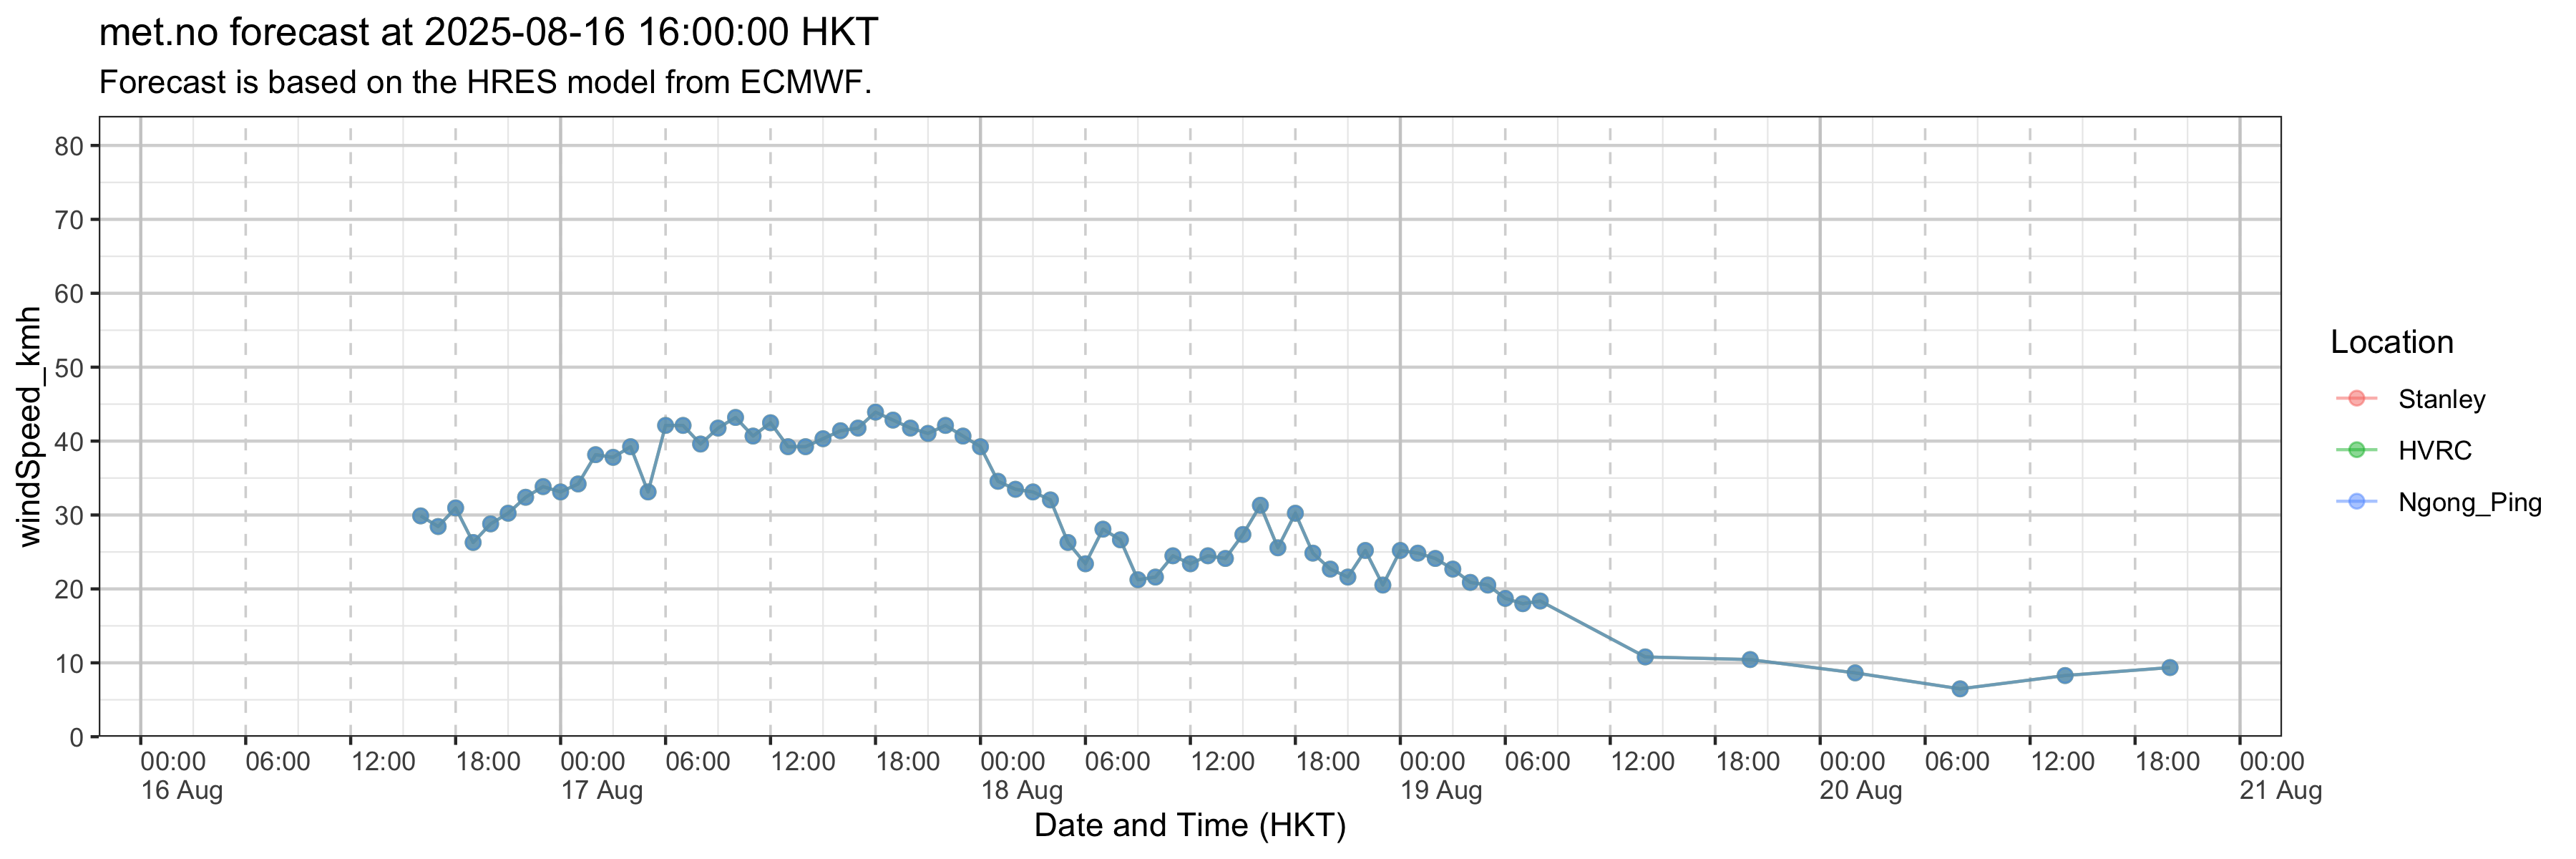 met.no forecast at 2025-08-16 16:00:00 HKT
Forecast is based on the HRES model from ECMWF.
windSpeed_kmh
80
70
60
50
40
30
20
10
0
00:00 06:00 12:00 18:00 00:00 06:00 12:00 18:00 00:00 06:00 12:00 18:00 00:00 06:00 12:00 18:00 00:00 06:00 12:00 18:00 00:00
16 Aug 17 Aug 18 Aug 19 Aug 20 Aug 21 Aug
Date and Time (HKT)
Location
Stanley
HVRC
Ngong_Ping